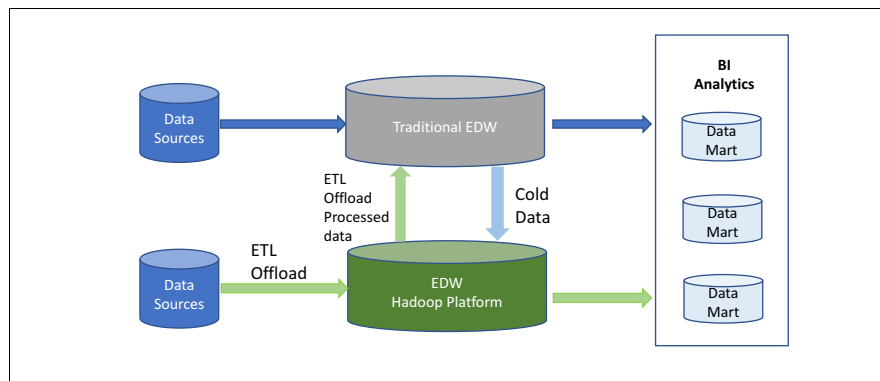 BI
Analytics
Data
Sources
Traditional EDW
Data
Mart
ETL
Offload
Processed
data
Cold
Data
Data
Mart
ETL
Offload
Data
Sources
EDW
Hadoop Platform
Data
Mart